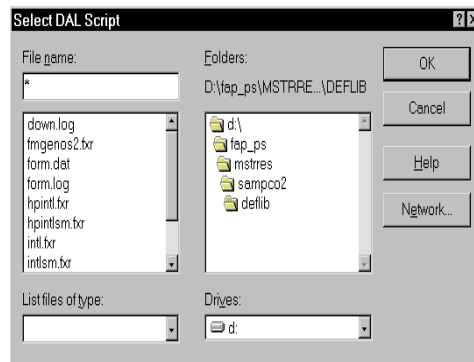 Select DAL Script
File name:
*
down.log
fmgenos2.fxr
form.dat
form.log
hpintl.fxr
hpintlsm.fxr
intl.fxr
intlsm.fxr
List files of type:
Folders:
D:\fap_ps\MSTRRE...\DEFLIB
d:\
fap_ps
mstrres
sampco2
deflib
Drives:
d:
OK
Cancel
Help
Network...